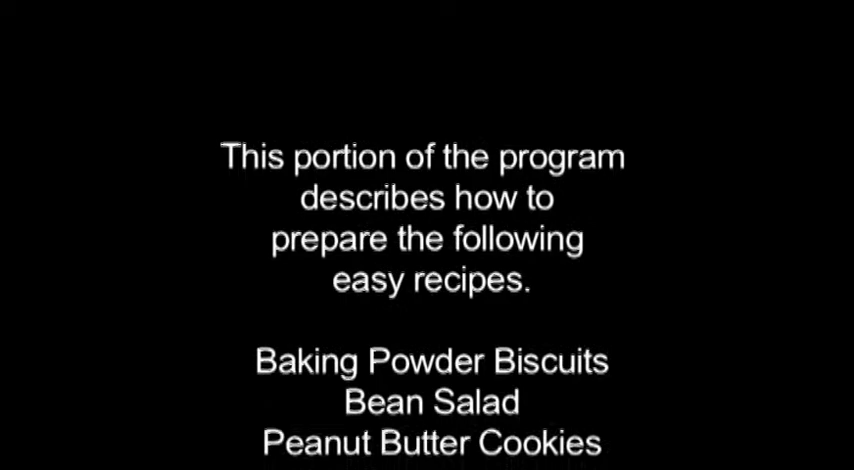 This portion of the program
describes how to
prepare the following
easy recipes.
Baking Powder Biscuits
Bean Salad
Peanut Butter Cookies